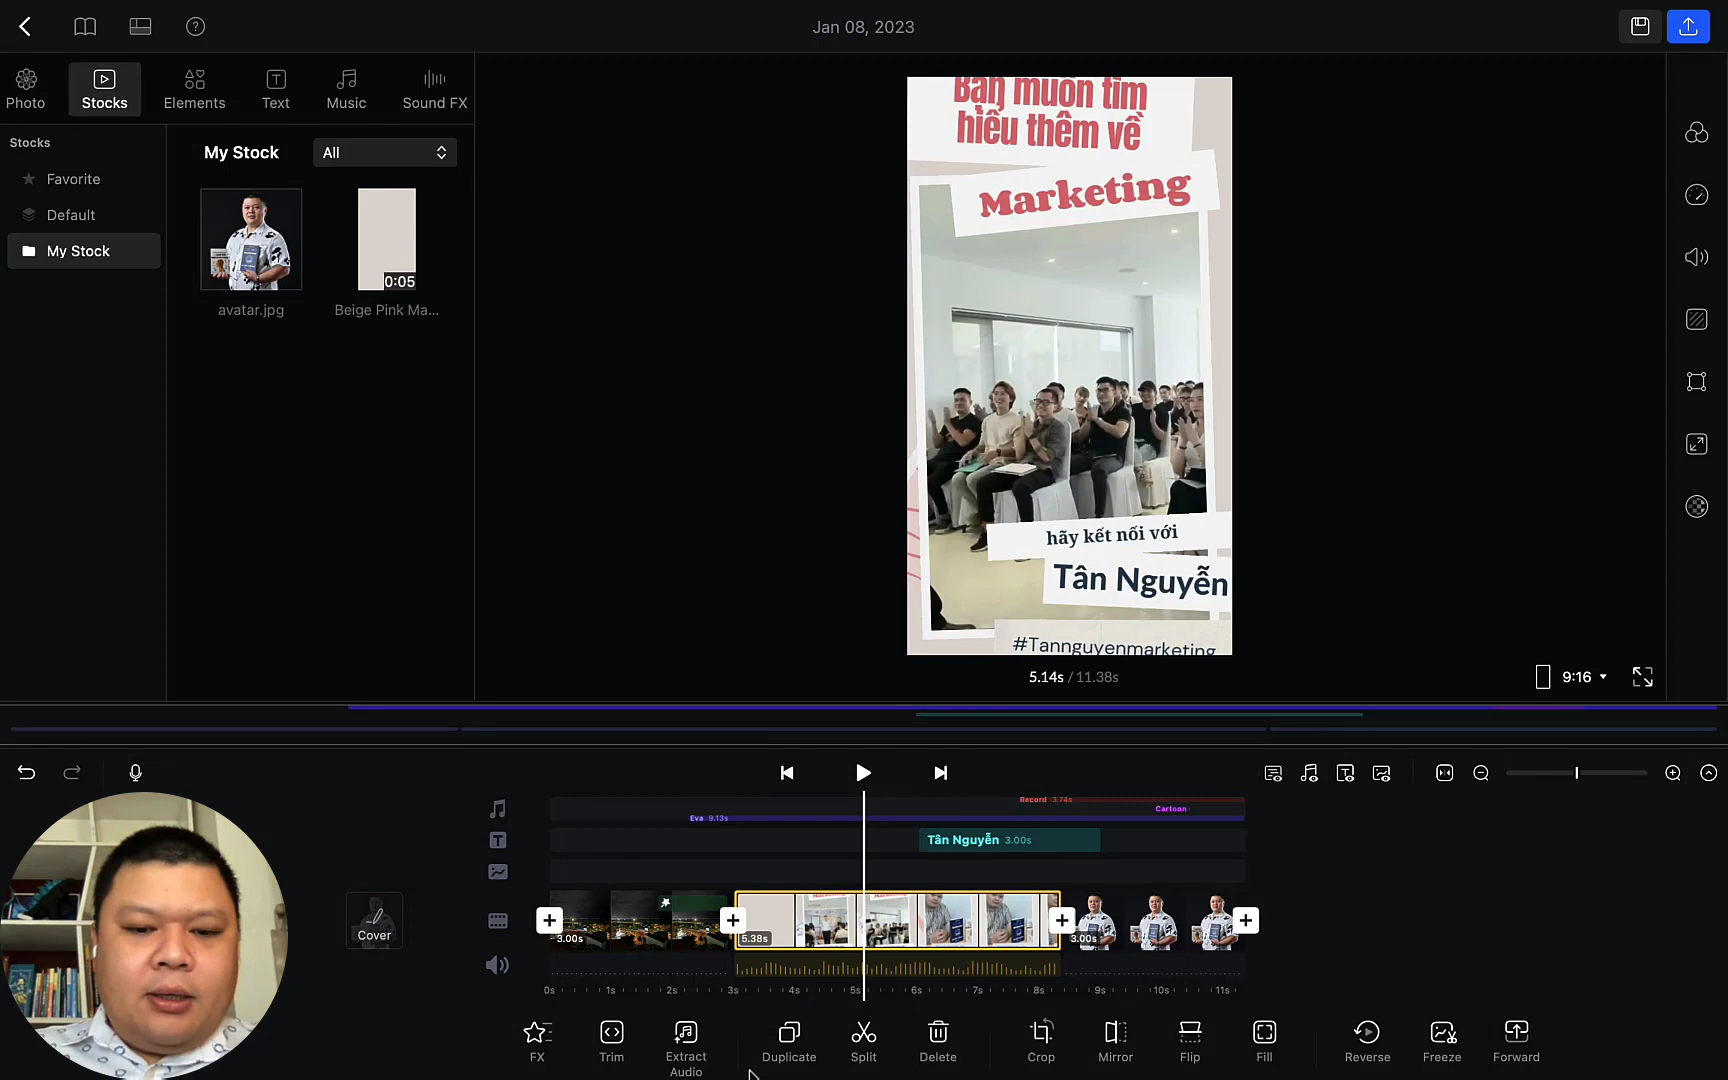 Jan 08, 2023
Photo
Stocks
Elements
Text
Music
Sound FX
Stocks
Favorite
Default
My Stock
My Stock
All
avatar.jpg
0:05
Beige Pink Ma...
Bạn muốn tìm
hiểu thêm về
Marketing
hãy kết nối với
Tân Nguyễn
#Tannguyenmarketing
5.14s / 11.38s
9:16
Record 3.74s
Cartoon
Eva 9.13s
Tân Nguyễn 3.00s
Cover
3.00s
5.38s
3.00s
0s 1s 2s 3s 4s 5s 6s 7s 8s 9s 10s 11s
FX
Trim
Extract
Audio
Duplicate
Split
Delete
Crop
Mirror
Flip
Fill
Reverse
Freeze
Forward